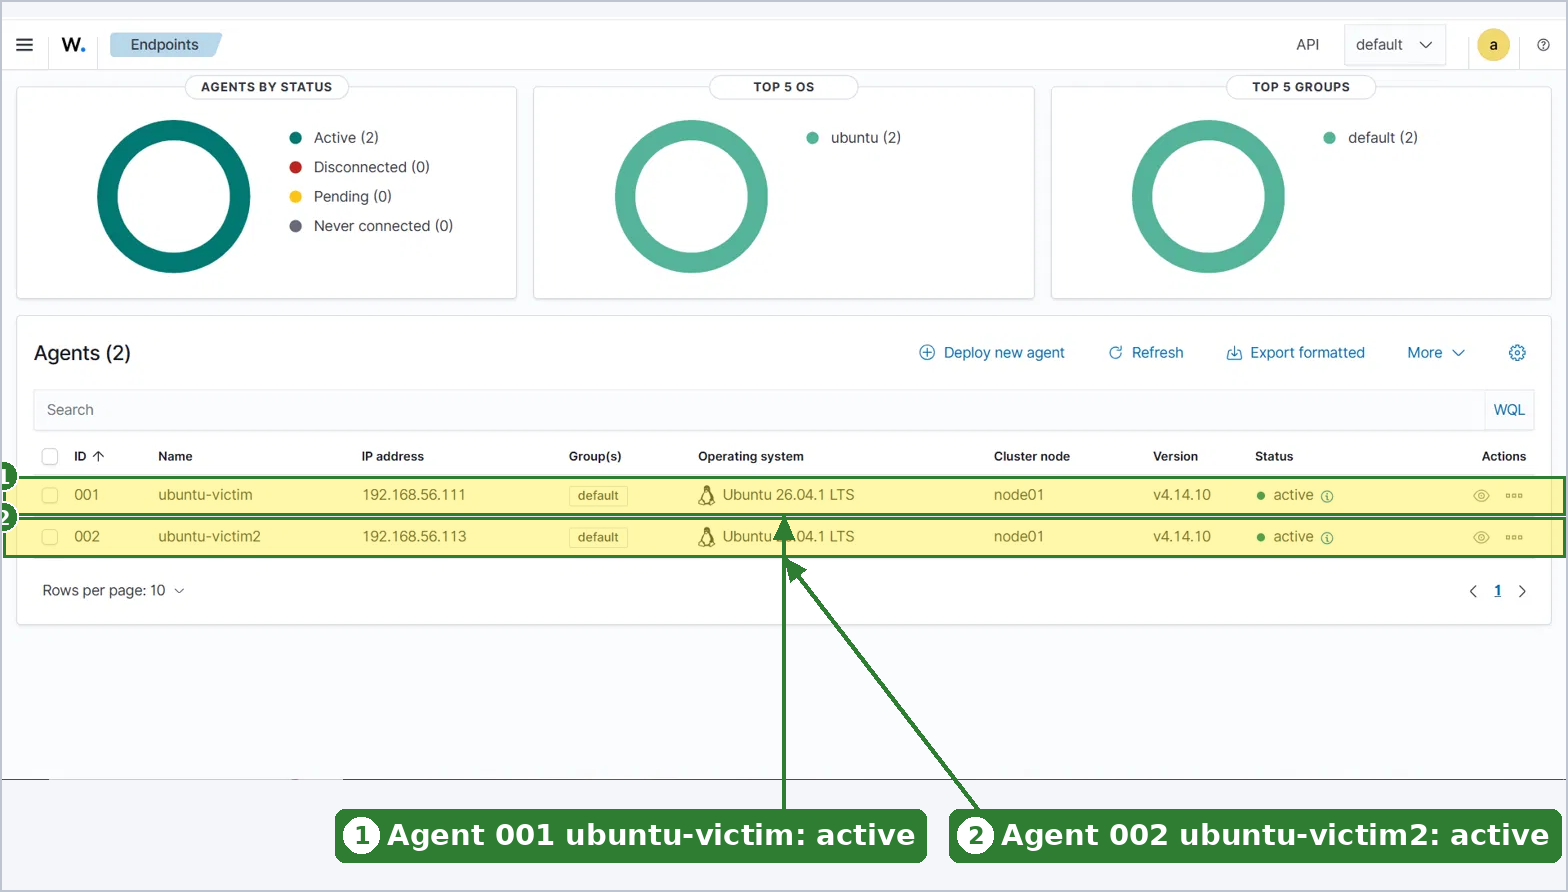 W.
Endpoints
API
default
a
AGENTS BY STATUS
Active (2)
Disconnected (0)
Pending (0)
Never connected (0)
TOP 5 OS
ubuntu (2)
TOP 5 GROUPS
default (2)
Agents (2)
Deploy new agent
Refresh
Export formatted
More
Search
WQL
ID Name IP address Group(s) Operating system Cluster node Version Status Actions
1
001 ubuntu-victim 192.168.56.111 default Ubuntu 26.04.1 LTS node01 v4.14.10 active
2
002 ubuntu-victim2 192.168.56.113 default Ubuntu .04.1 LTS node01 v4.14.10 active
Rows per page: 10
1
1 Agent 001 ubuntu-victim: active
2 Agent 002 ubuntu-victim2: active